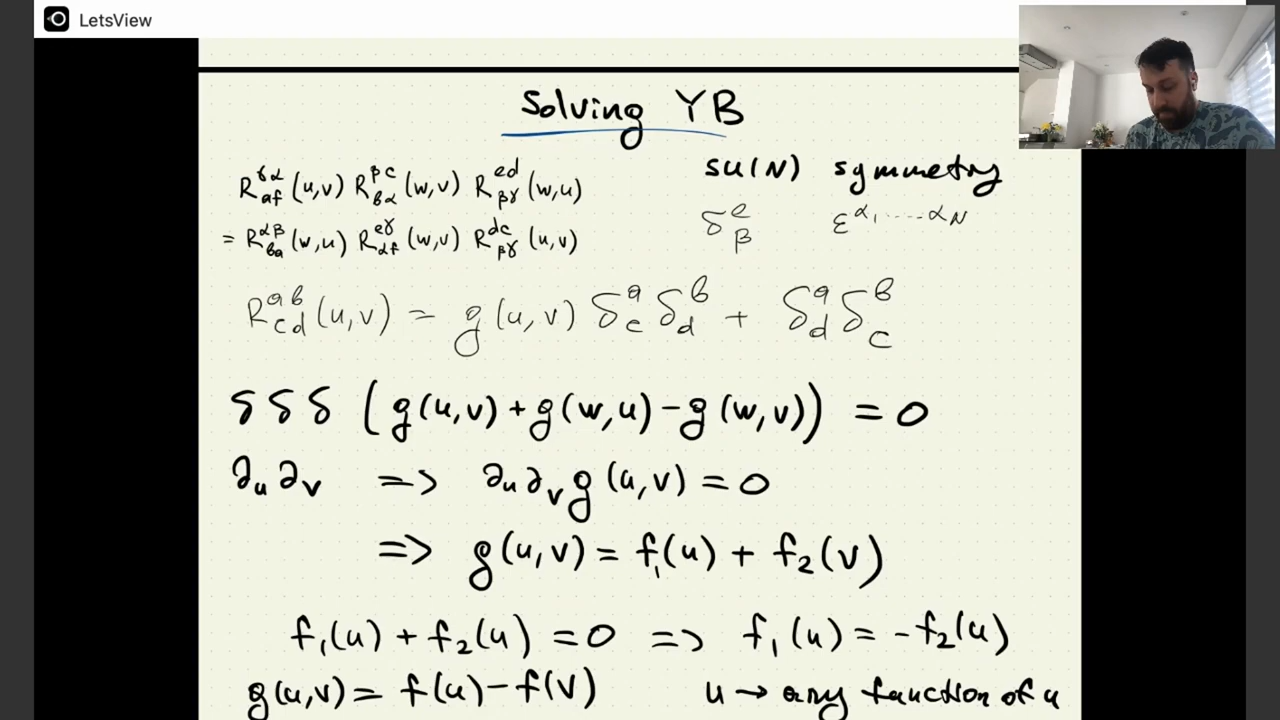 LetsView
Solving YB
R^{γα}_{af}(u,v) R^{βc}_{bα}(w,v) R^{ed}_{βγ}(w,u)
= R^{αβ}_{ba}(w,u) R^{eγ}_{αf}(w,v) R^{dc}_{βγ}(u,v)
su(N) symmetry
δ^e_β ε^{α_1 ..... α_N}
R^{ab}_{cd}(u,v) = g(u,v) δ^a_c δ^b_d + δ^a_d δ^b_c
δ δ δ (g(u,v) + g(w,u) - g(w,v)) = 0
∂_u ∂_v => ∂_u ∂_v g(u,v) = 0
=> g(u,v) = f_1(u) + f_2(v)
f_1(u) + f_2(u) = 0 => f_1(u) = -f_2(u)
g(u,v) = f(u) - f(v) u → any function of u